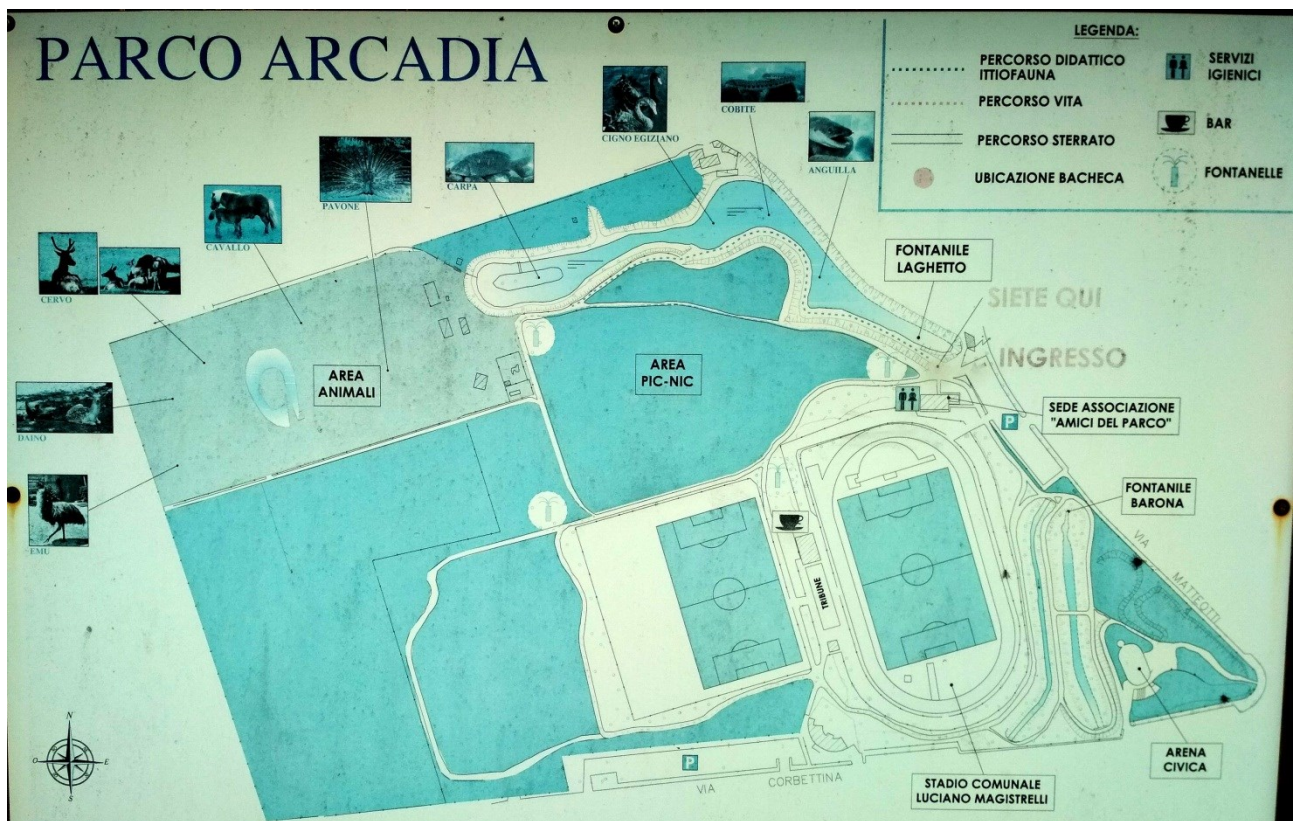 PARCO ARCADIA
LEGENDA:
PERCORSO DIDATTICO
ITTIOFAUNA
PERCORSO VITA
PERCORSO STERRATO
UBICAZIONE BACHECA
SERVIZI
IGIENICI
BAR
FONTANELLE
COBITE
CIGNO EGIZIANO
ANGUILLA
CARPA
PAVONE
CAVALLO
CERVO
DAINO
EMU
FONTANILE
LAGHETTO
SIETE QUI
INGRESSO
AREA
ANIMALI
AREA
PIC-NIC
SEDE ASSOCIAZIONE
"AMICI DEL PARCO"
P
FONTANILE
BARONA
VIA MATTEOTTI
TRIBUNE
ARENA
CIVICA
P
VIA CORBETTINA
STADIO COMUNALE
LUCIANO MAGISTRELLI
N
O
E
S